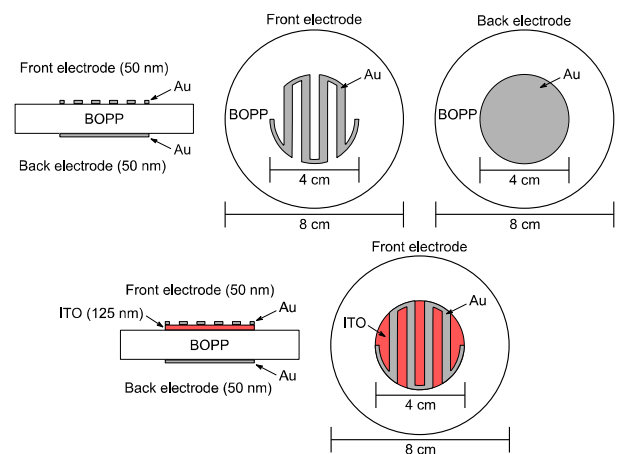 Front electrode
Back electrode
Front electrode (50 nm)
Au
Au
Au
BOPP
BOPP
BOPP
Au
Back electrode (50 nm)
4 cm
4 cm
8 cm
8 cm
Front electrode
Front electrode (50 nm)
ITO (125 nm)
Au
Au
ITO
BOPP
Au
Back electrode (50 nm)
4 cm
8 cm